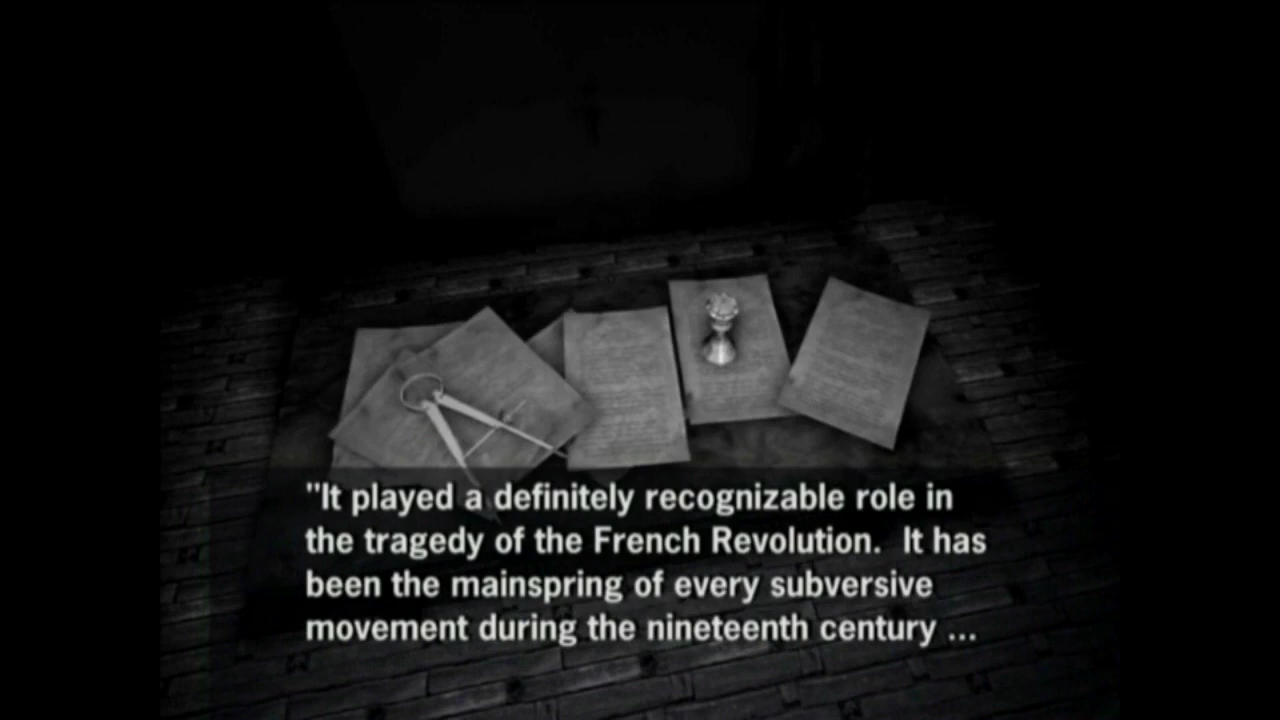 "It played a definitely recognizable role in
the tragedy of the French Revolution.  It has
been the mainspring of every subversive
movement during the nineteenth century ...